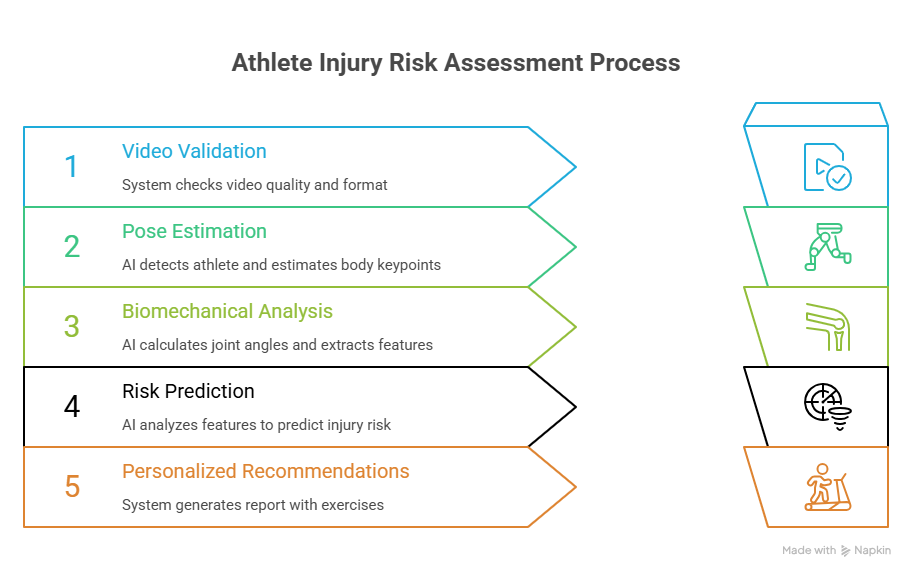 Athlete Injury Risk Assessment Process
1
Video Validation
System checks video quality and format
2
Pose Estimation
AI detects athlete and estimates body keypoints
3
Biomechanical Analysis
AI calculates joint angles and extracts features
4
Risk Prediction
AI analyzes features to predict injury risk
5
Personalized Recommendations
System generates report with exercises
Made with Napkin